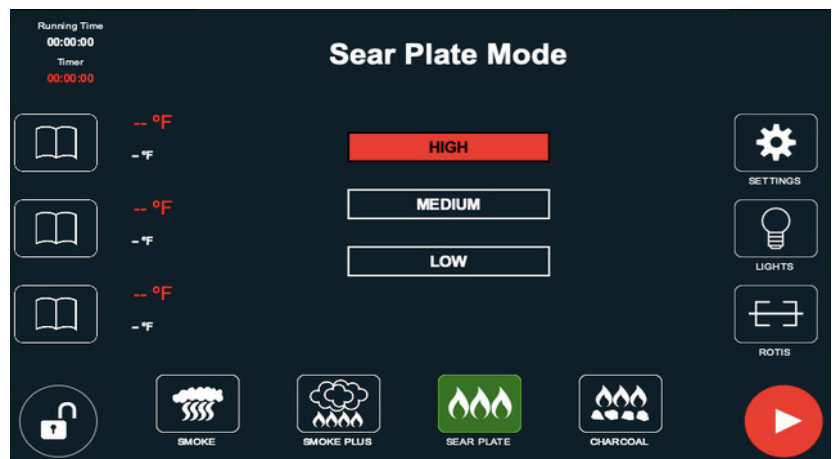 Running Time
00:00:00
Timer
00:00:00
Sear Plate Mode
-- °F
- °F
HIGH
SETTINGS
-- °F
- °F
MEDIUM
LIGHTS
LOW
-- °F
- °F
ROTIS
SMOKE
SMOKE PLUS
SEAR PLATE
CHARCOAL